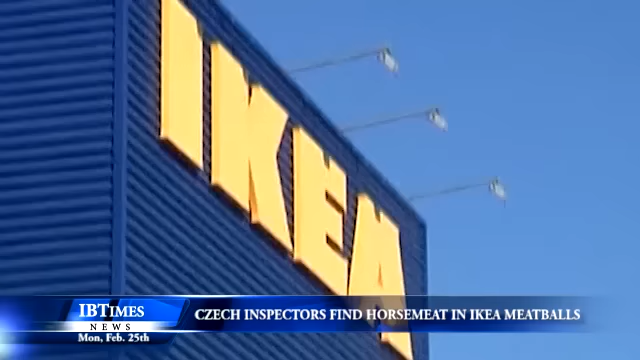 IKEA
IBTIMES
NEWS
Mon, Feb. 25th
CZECH INSPECTORS FIND HORSEMEAT IN IKEA MEATBALLS